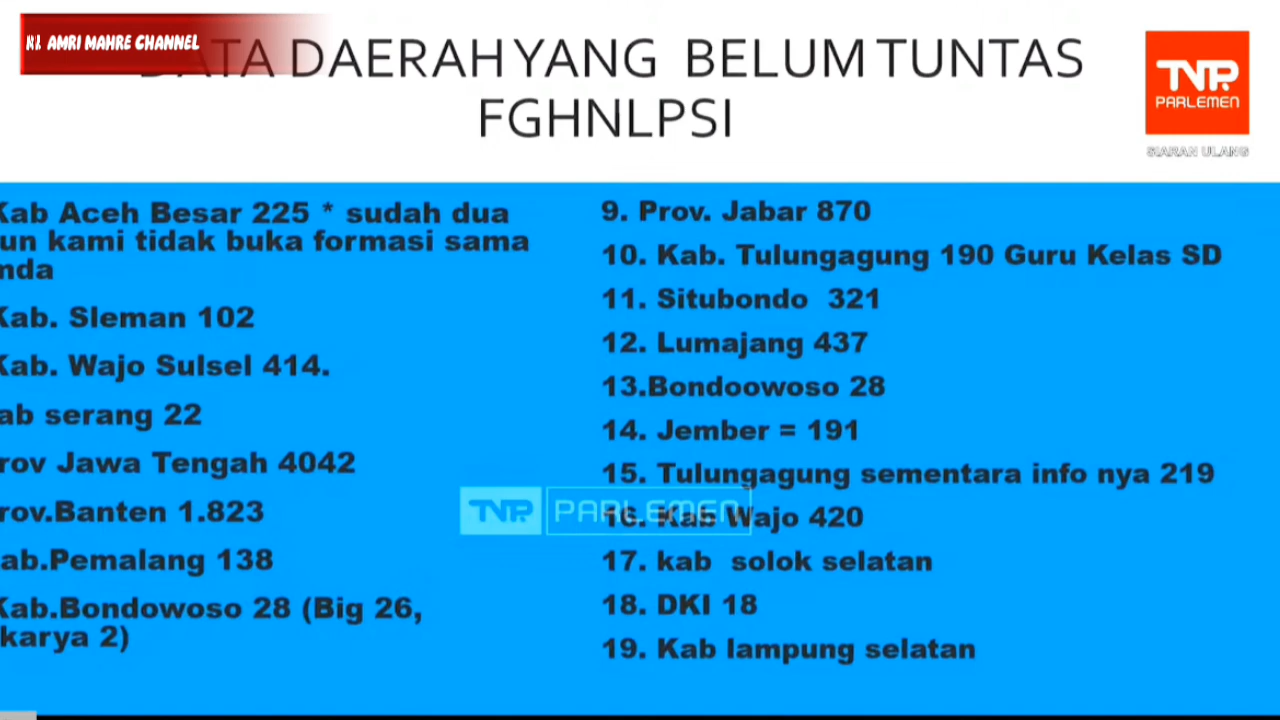 AMRI MAHRE CHANNEL
DATA DAERAH YANG BELUM TUNTAS
FGHNLPSI
TVR
PARLEMEN
SIARAN ULANG
Kab Aceh Besar 225 * sudah dua
un kami tidak buka formasi sama
nda
Kab. Sleman 102
Kab. Wajo Sulsel 414.
ab serang 22
rov Jawa Tengah 4042
rov.Banten 1.823
ab.Pemalang 138
Kab.Bondowoso 28 (Big 26,
karya 2)
9. Prov. Jabar 870
10. Kab. Tulungagung 190 Guru Kelas SD
11. Situbondo 321
12. Lumajang 437
13.Bondoowoso 28
14. Jember = 191
15. Tulungagung sementara info nya 219
16. Kab Wajo 420
17. kab solok selatan
18. DKI 18
19. Kab lampung selatan
TVR PARLEMEN